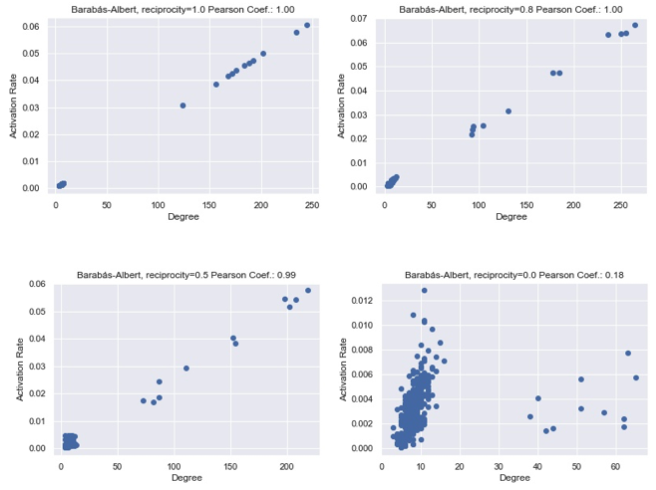 Barabás-Albert, reciprocity=1.0 Pearson Coef.: 1.00
0.06
0.05
0.04
0.03
0.02
0.01
0.00
Activation Rate
0 50 100 150 200 250
Degree
Barabás-Albert, reciprocity=0.8 Pearson Coef.: 1.00
0.07
0.06
0.05
0.04
0.03
0.02
0.01
0.00
Activation Rate
0 50 100 150 200 250
Degree
Barabás-Albert, reciprocity=0.5 Pearson Coef.: 0.99
0.06
0.05
0.04
0.03
0.02
0.01
0.00
Activation Rate
0 50 100 150 200
Degree
Barabás-Albert, reciprocity=0.0 Pearson Coef.: 0.18
0.012
0.010
0.008
0.006
0.004
0.002
0.000
Activation Rate
0 10 20 30 40 50 60
Degree